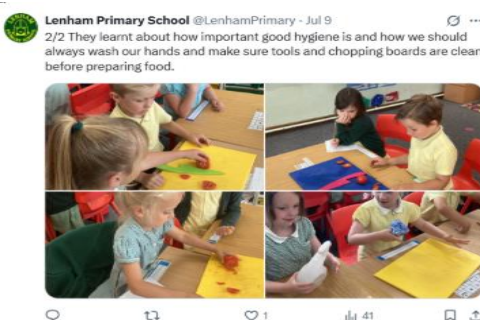 Lenham Primary School @LenhamPrimary · Jul 9
2/2 They learnt about how important good hygiene is and how we should
always wash our hands and make sure tools and chopping boards are clean
before preparing food.
1 41